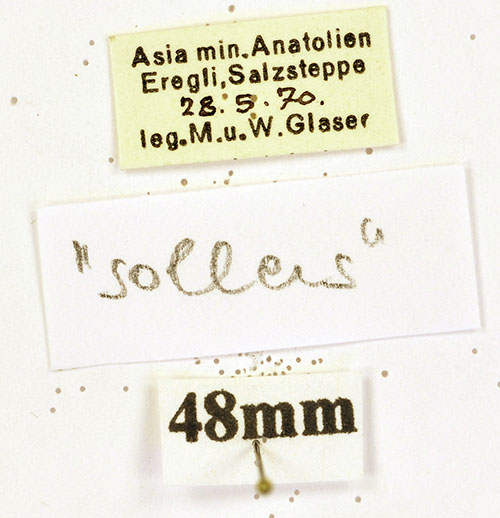 Asia min.Anatolien
Eregli,Salzsteppe
28.5.70.
leg.M.u.W.Glaser
"sollers"
48mm